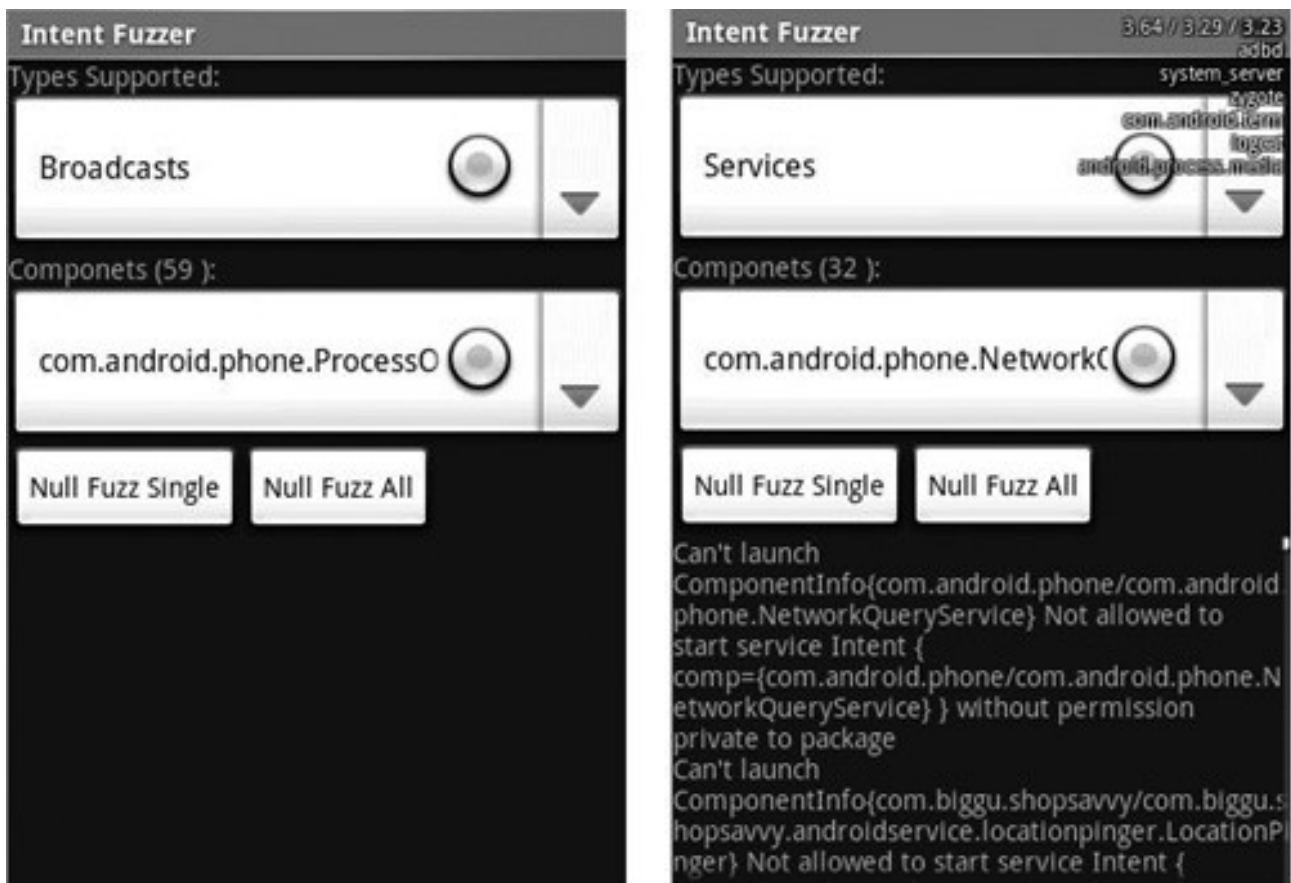 Intent Fuzzer
Types Supported:
Broadcasts
Componets (59 ):
com.android.phone.ProcessO
Null Fuzz Single
Null Fuzz All
Intent Fuzzer
3.64 / 3.29 / 3.23
adbd
Types Supported:
system_server
zygote
com.android.term
logcat
Services
android.process.media
Componets (32 ):
com.android.phone.NetworkQ
Null Fuzz Single
Null Fuzz All
Can't launch
ComponentInfo{com.android.phone/com.android.
phone.NetworkQueryService} Not allowed to
start service Intent {
comp={com.android.phone/com.android.phone.N
etworkQueryService} } without permission
private to package
Can't launch
ComponentInfo{com.biggu.shopsavvy/com.biggu.s
hopsavvy.androidservice.locationpinger.LocationPi
nger} Not allowed to start service Intent {